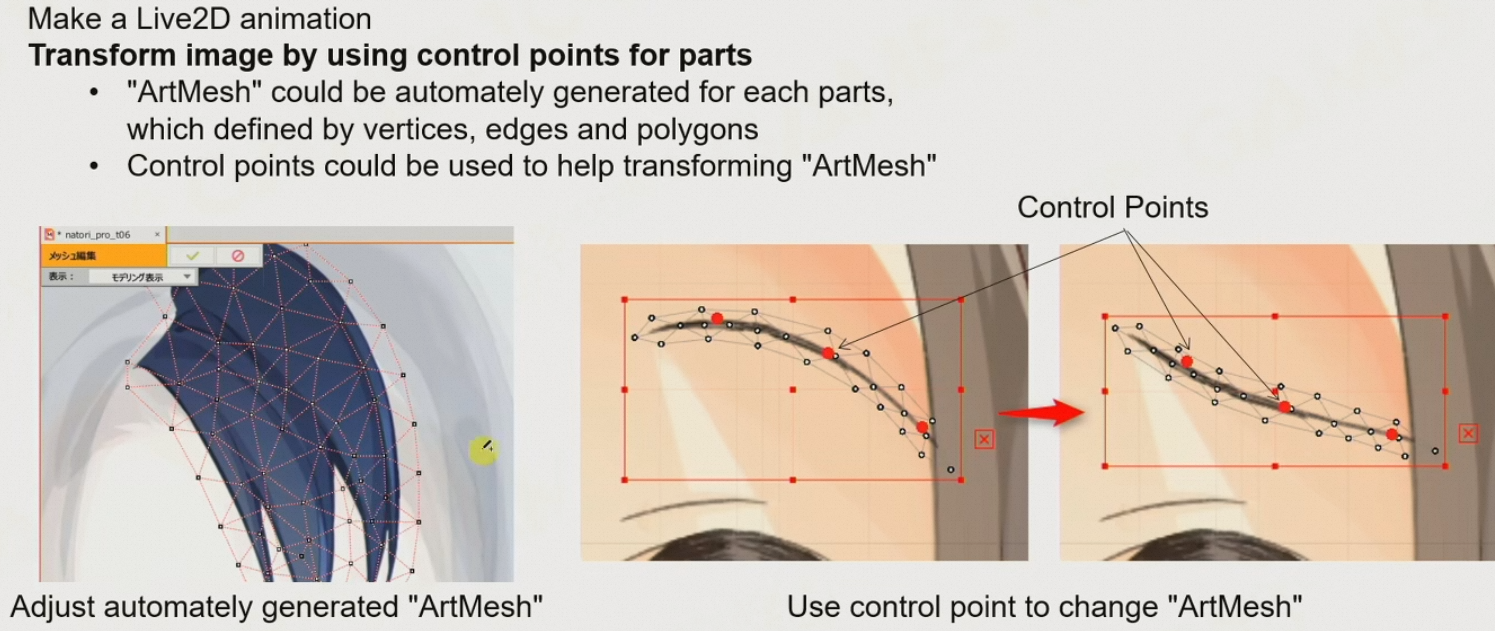 Make a Live2D animation
Transform image by using control points for parts
• "ArtMesh" could be automately generated for each parts,
which defined by vertices, edges and polygons
• Control points could be used to help transforming "ArtMesh"
Control Points
* natori_pro_t06 ×
メッシュ編集
表示： モデリング表示
Adjust automately generated "ArtMesh"
Use control point to change "ArtMesh"